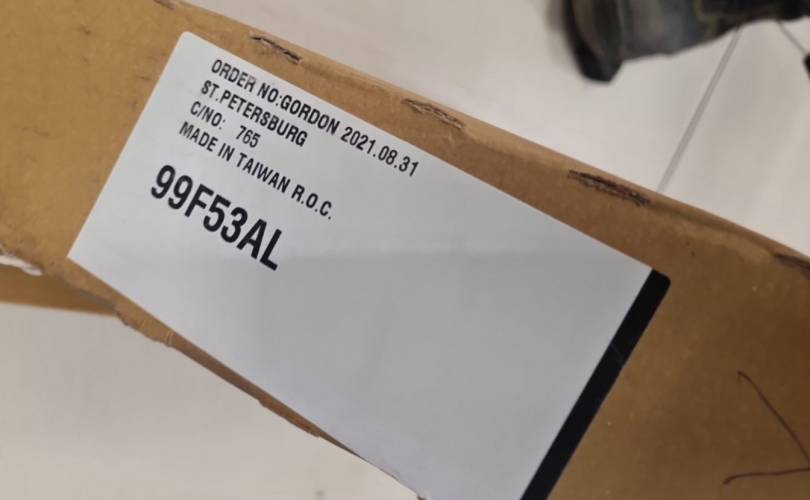 ORDER NO:GORDON 2021.08.31
ST.PETERSBURG
C/NO: 765
MADE IN TAIWAN R.O.C.
99F53AL